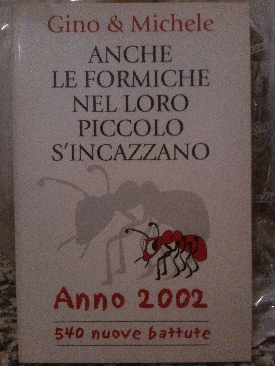 Gino & Michele
ANCHE
LE FORMICHE
NEL LORO
PICCOLO
S'INCAZZANO
Anno 2002
540 nuove battute